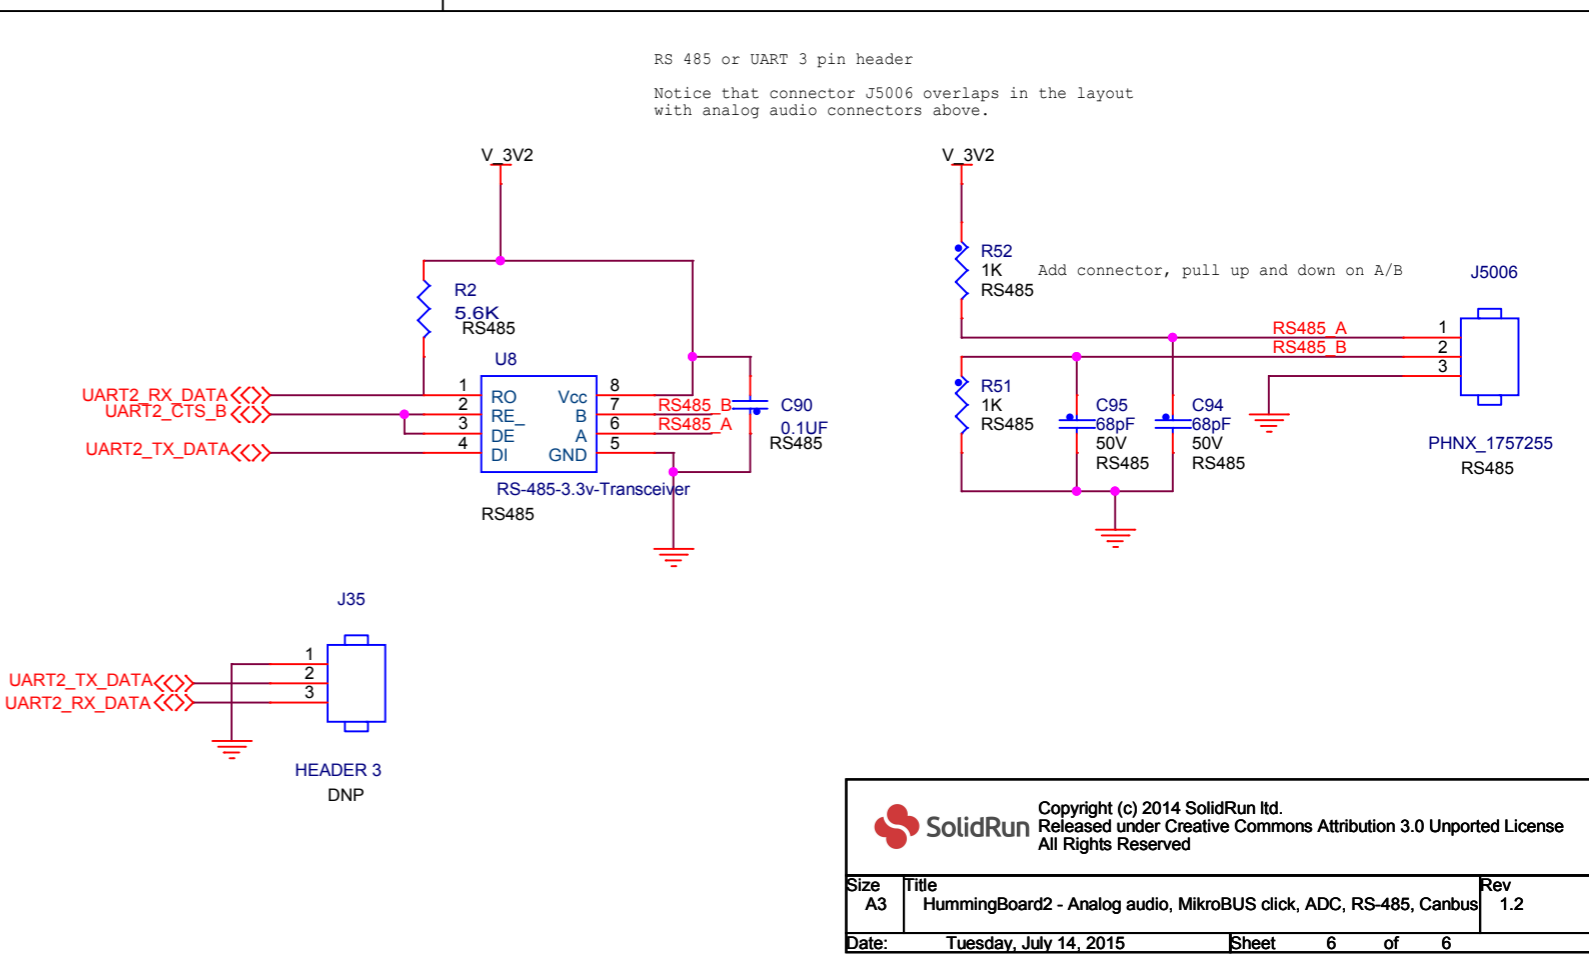 RS 485 or UART 3 pin header
Notice that connector J5006 overlaps in the layout
with analog audio connectors above.
V_3V2
R2
5.6K
RS485
U8
UART2_RX_DATA
UART2_CTS_B
UART2_TX_DATA
1
2
3
4
RO
RE_
DE
DI
Vcc
B
A
GND
8
7
6
5
RS485_B
RS485_A
C90
0.1UF
RS485
RS-485-3.3v-Transceiver
RS485
V_3V2
R52
1K
RS485
Add connector, pull up and down on A/B
J5006
RS485_A
RS485_B
1
2
3
R51
1K
RS485
C95
68pF
50V
RS485
C94
68pF
50V
RS485
PHNX_1757255
RS485
J35
1
2
3
UART2_TX_DATA
UART2_RX_DATA
HEADER 3
DNP
SolidRun
Copyright (c) 2014 SolidRun ltd.
Released under Creative Commons Attribution 3.0 Unported License
All Rights Reserved
Size
A3
Title
HummingBoard2 - Analog audio, MikroBUS click, ADC, RS-485, Canbus
Rev
1.2
Date: Tuesday, July 14, 2015 Sheet 6 of 6